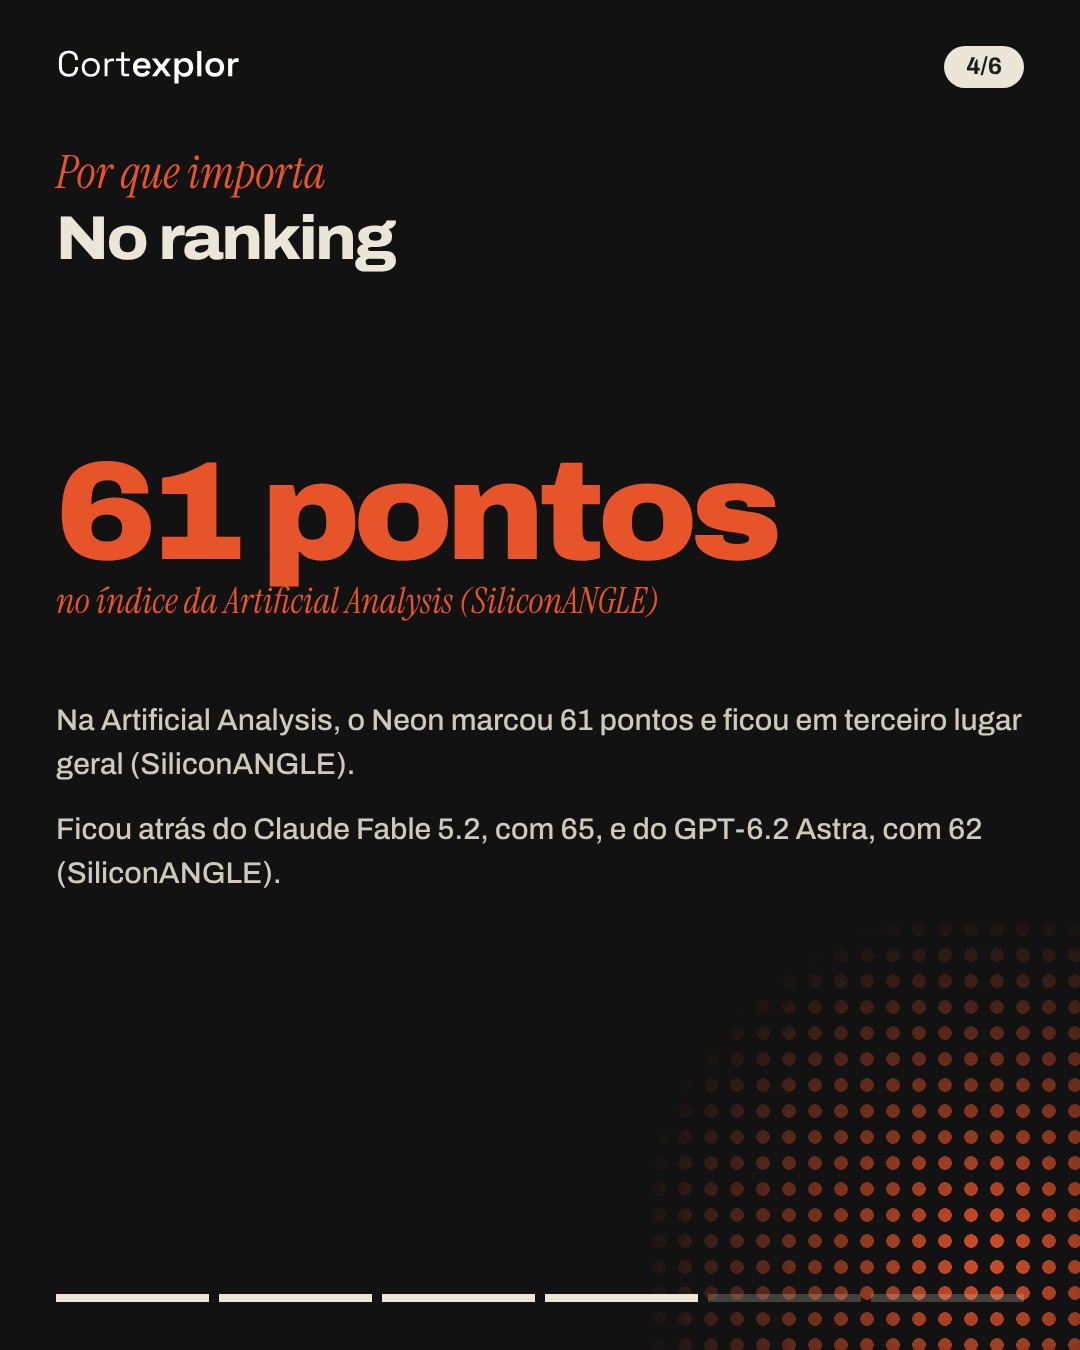 Cortexplor
4/6
Por que importa
No ranking
61 pontos
no índice da Artificial Analysis (SiliconANGLE)
Na Artificial Analysis, o Neon marcou 61 pontos e ficou em terceiro lugar
geral (SiliconANGLE).
Ficou atrás do Claude Fable 5.2, com 65, e do GPT-6.2 Astra, com 62
(SiliconANGLE).